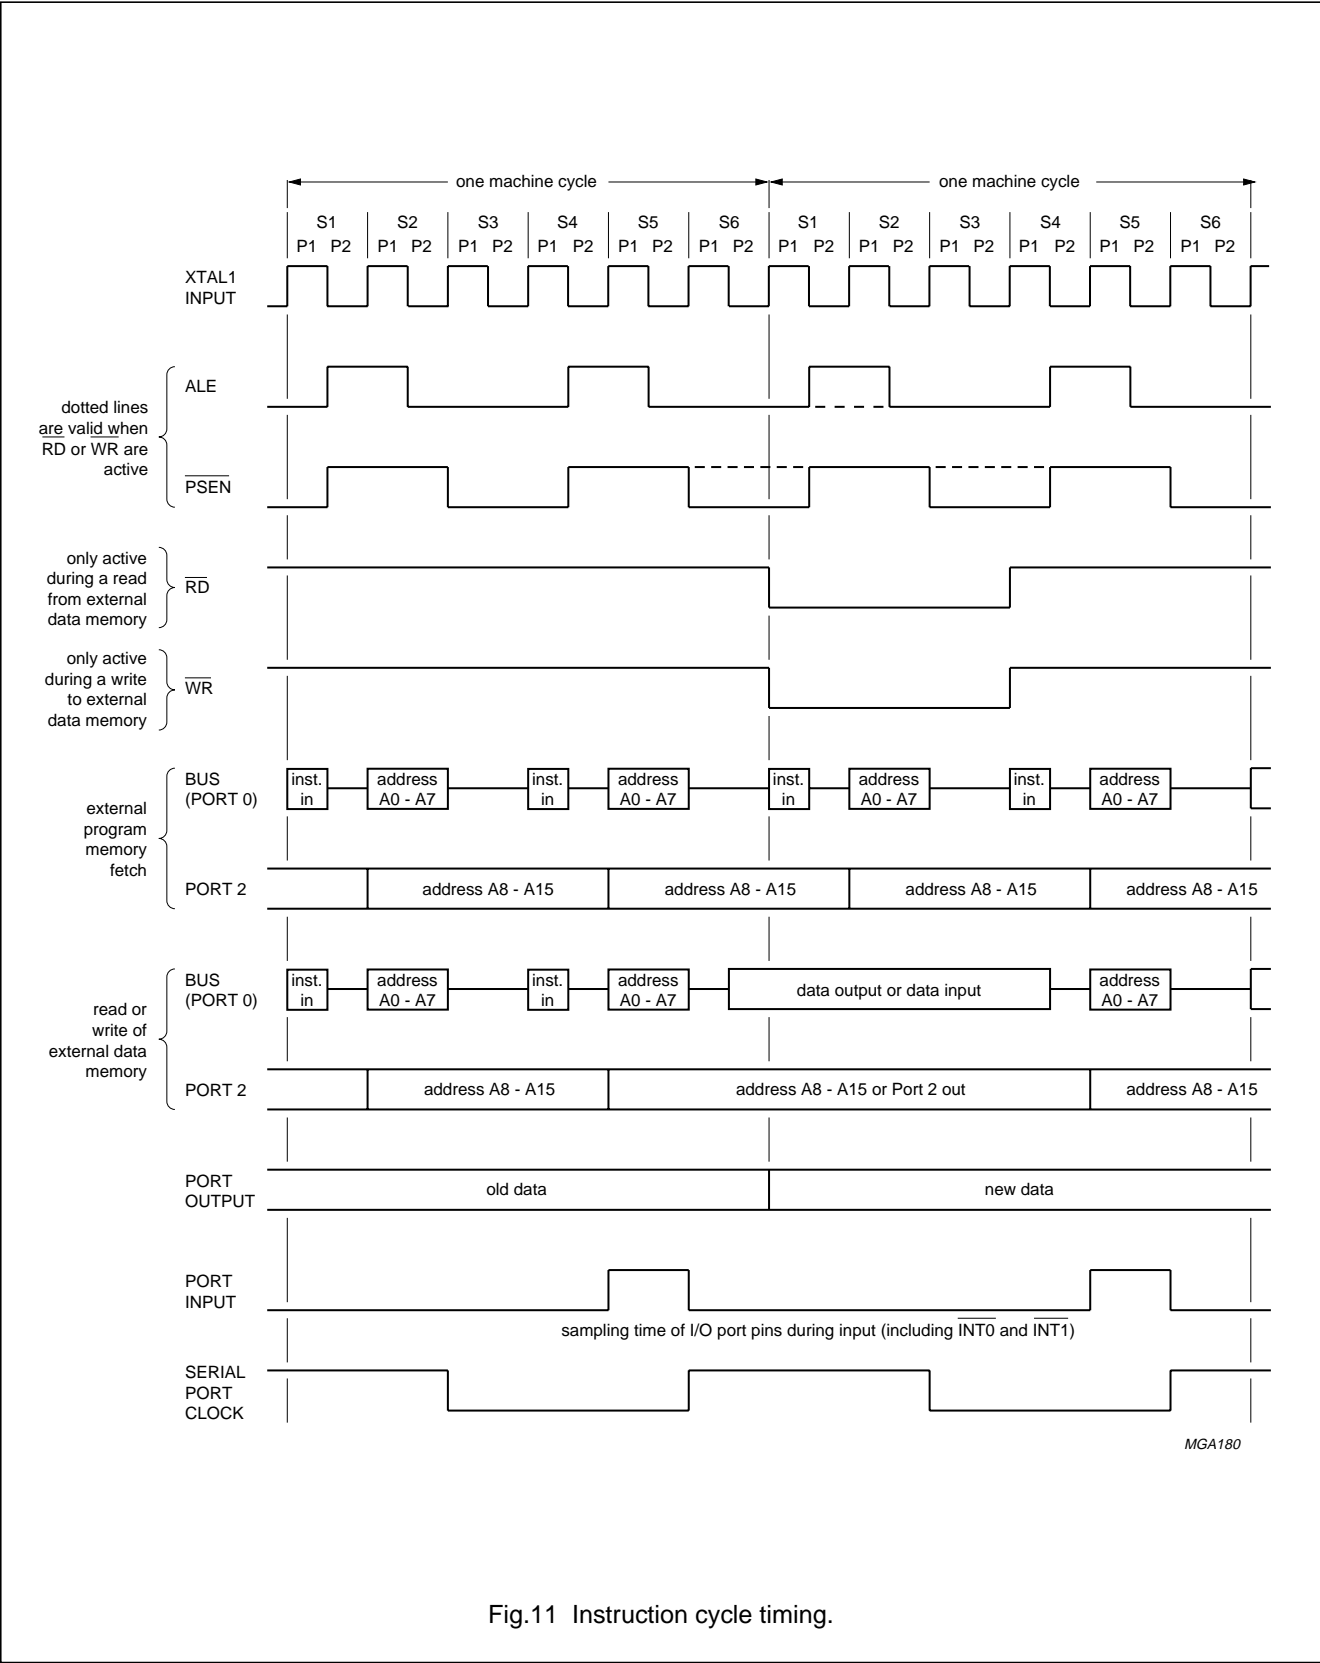 one machine cycle one machine cycle
S1 S2 S3 S4 S5 S6 S1 S2 S3 S4 S5 S6
P1 P2 P1 P2 P1 P2 P1 P2 P1 P2 P1 P2 P1 P2 P1 P2 P1 P2 P1 P2 P1 P2 P1 P2
XTAL1
INPUT
dotted lines
are valid when
RD or WR are
active
ALE
PSEN
only active
during a read
from external
data memory
RD
only active
during a write
to external
data memory
WR
external
program
memory
fetch
BUS
(PORT 0)
inst.
in
address
A0 - A7
inst.
in
address
A0 - A7
inst.
in
address
A0 - A7
inst.
in
address
A0 - A7
PORT 2
address A8 - A15 address A8 - A15 address A8 - A15 address A8 - A15
read or
write of
external data
memory
BUS
(PORT 0)
inst.
in
address
A0 - A7
inst.
in
address
A0 - A7
data output or data input
address
A0 - A7
PORT 2
address A8 - A15 address A8 - A15 or Port 2 out address A8 - A15
PORT
OUTPUT
old data new data
PORT
INPUT
sampling time of I/O port pins during input (including INT0 and INT1)
SERIAL
PORT
CLOCK
MGA180
Fig.11 Instruction cycle timing.